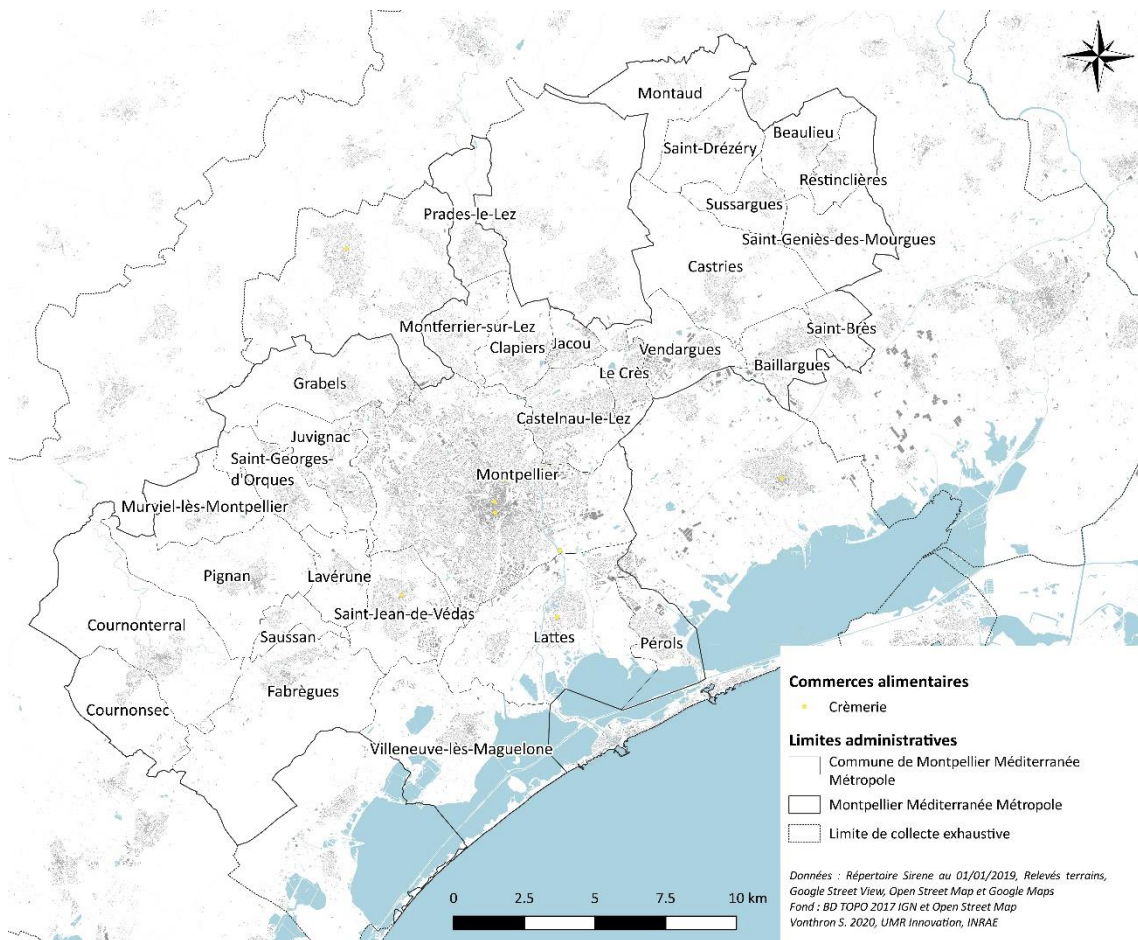 Montaud
Beaulieu
Saint-Drézéry
Restinclières
Sussargues
Prades-le-Lez
Saint-Geniès-des-Mourgues
Castries
Montferrier-sur-Lez
Saint-Brès
Clapiers
Jacou
Vendargues
Baillargues
Le Crès
Grabels
Castelnau-le-Lez
Juvignac
Saint-Georges-
d'Orques
Montpellier
Murviel-lès-Montpellier
Pignan
Lavérune
Saint-Jean-de-Védas
Cournonterral
Saussan
Lattes
Pérols
Fabrègues
Cournonsec
Villeneuve-lès-Maguelone
Commerces alimentaires
Crèmerie
Limites administratives
Commune de Montpellier Méditerranée
Métropole
Montpellier Méditerranée Métropole
Limite de collecte exhaustive
Données : Répertoire Sirene au 01/01/2019, Relevés terrains,
Google Street View, Open Street Map et Google Maps
Fond : BD TOPO 2017 IGN et Open Street Map
Vonthron S. 2020, UMR Innovation, INRAE
0 2.5 5 7.5 10 km